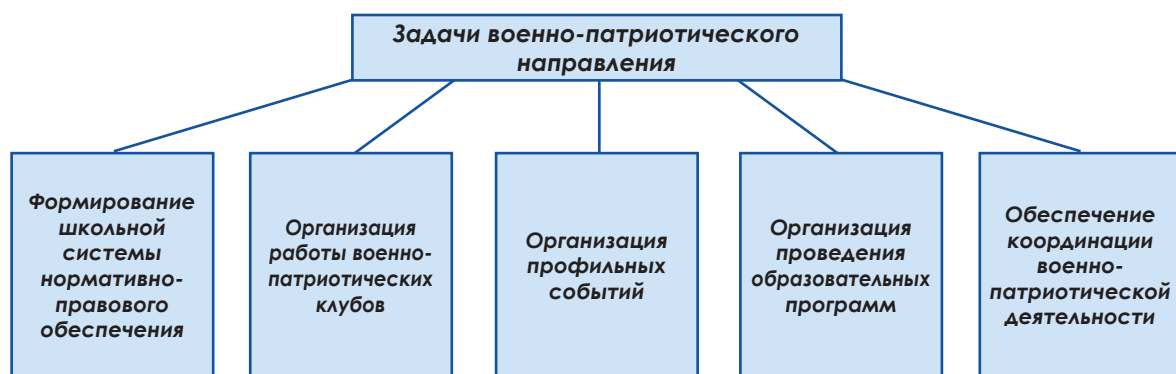 Задачи военно-патриотического
направления
Формирование
школьной
системы
нормативно-
правового
обеспечения
Организация
работы военно-
патриотических
клубов
Организация
профильных
событий
Организация
проведения
образовательных
программ
Обеспечение
координации
военно-
патриотической
деятельности